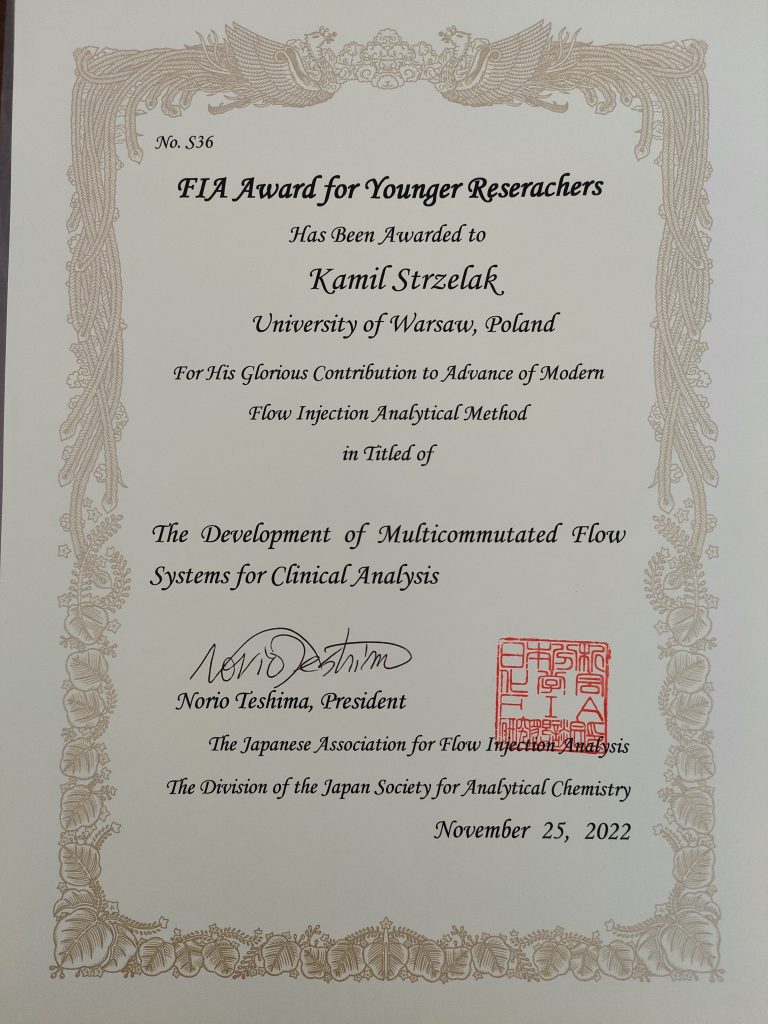 No. S36
FIA Award for Younger Reserachers
Has Been Awarded to
Kamil Strzelak
University of Warsaw, Poland
For His Glorious Contribution to Advance of Modern
Flow Injection Analytical Method
in Titled of
The Development of Multicommutated Flow
Systems for Clinical Analysis
Norio Teshima
Norio Teshima, President
The Japanese Association for Flow Injection Analysis
The Division of the Japan Society for Analytical Chemistry
November 25, 2022